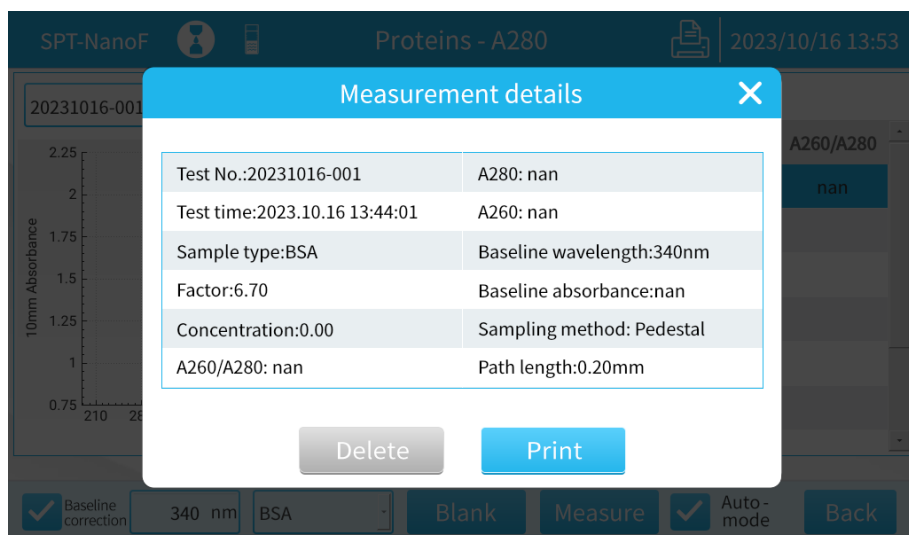 SPT-NanoF
Proteins - A280
2023/10/16 13:53
20231016-001
Measurement details
A260/A280
nan
2.25
2
1.75
1.5
1.25
1
0.75
210
10mm Absorbance
Test No.:20231016-001
A280: nan
Test time:2023.10.16 13:44:01
A260: nan
Sample type:BSA
Baseline wavelength:340nm
Factor:6.70
Baseline absorbance:nan
Concentration:0.00
Sampling method: Pedestal
A260/A280: nan
Path length:0.20mm
Delete
Print
Baseline
correction
340 nm
BSA
Blank
Measure
Auto-
mode
Back